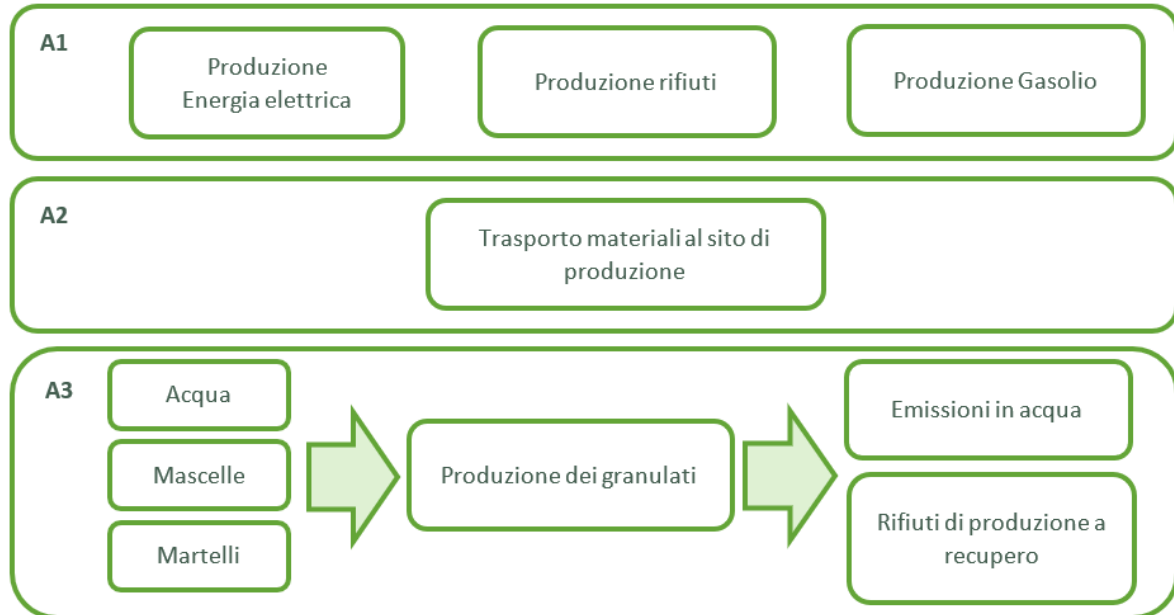 A1
Produzione
Energia elettrica
Produzione rifiuti
Produzione Gasolio
A2
Trasporto materiali al sito di
produzione
A3
Acqua
Mascelle
Martelli
Produzione dei granulati
Emissioni in acqua
Rifiuti di produzione a
recupero